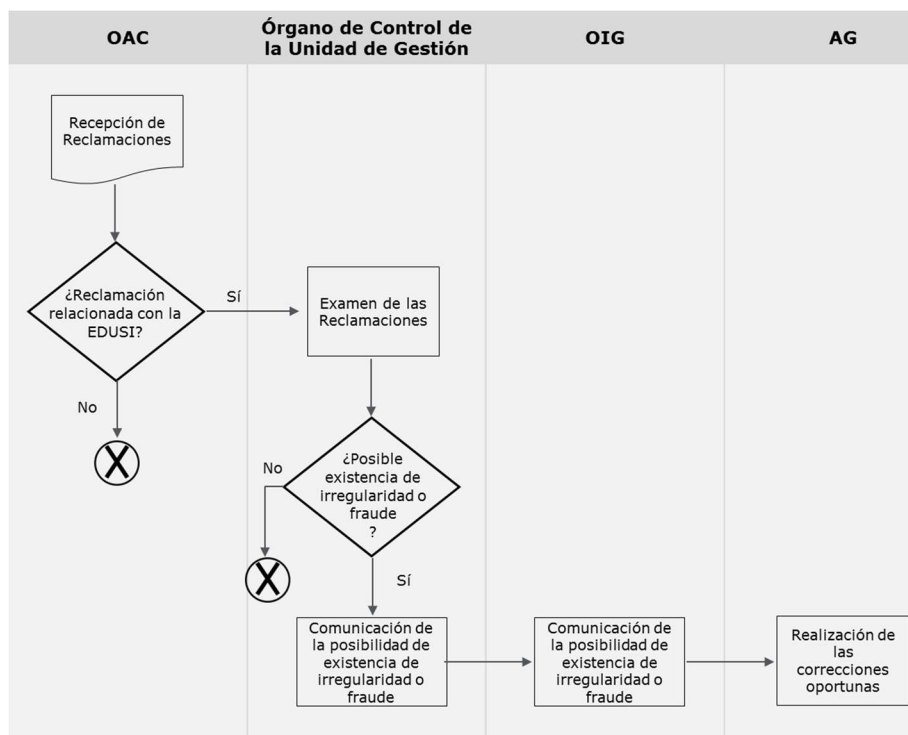 OAC
Órgano de Control de
la Unidad de Gestión
OIG
AG
Recepción de
Reclamaciones
¿Reclamación
relacionada con la
EDUSI?
Sí
No
Examen de las
Reclamaciones
¿Posible
existencia de
irregularidad o
fraude
?
No
Sí
Comunicación de
la posibilidad de
existencia de
irregularidad o
fraude
Comunicación de
la posibilidad de
existencia de
irregularidad o
fraude
Realización de
las
correcciones
oportunas